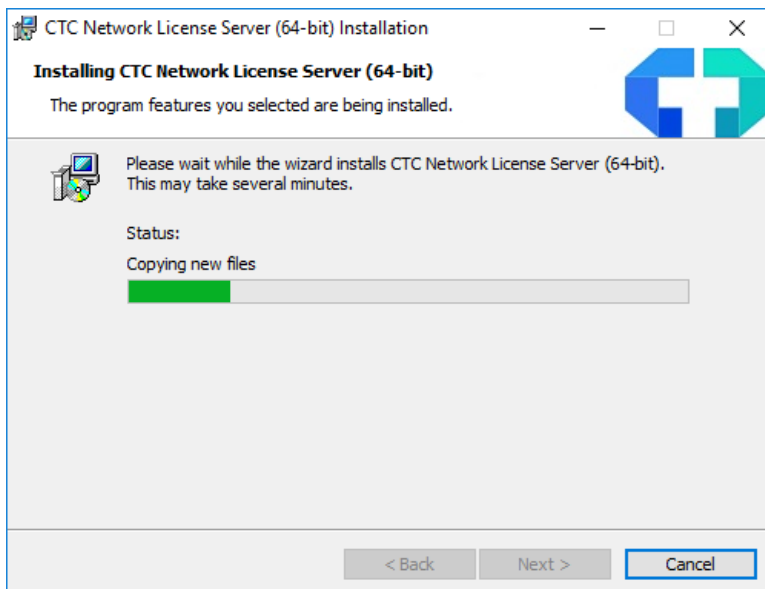 CTC Network License Server (64-bit) Installation
Installing CTC Network License Server (64-bit)
The program features you selected are being installed.
Please wait while the wizard installs CTC Network License Server (64-bit).
This may take several minutes.
Status:
Copying new files
< Back
Next >
Cancel